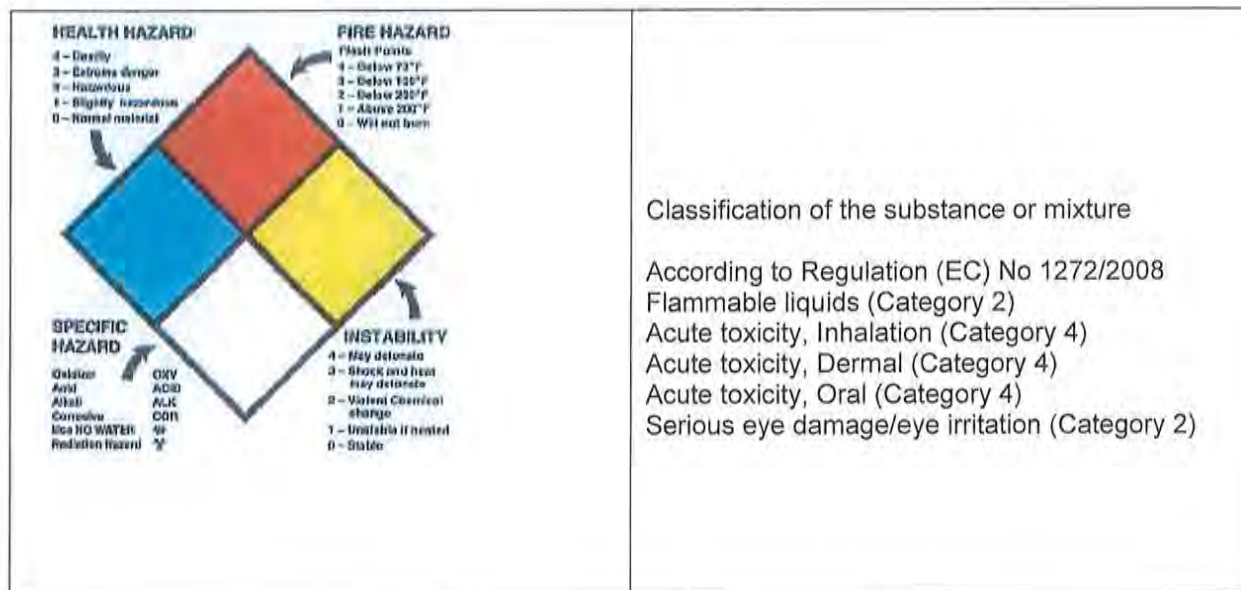 HEALTH HAZARD
4 – Deadly
3 – Extreme danger
2 – Hazardous
1 – Slightly hazardous
0 – Normal material
FIRE HAZARD
Flash Points
4 – Below 73°F
3 – Below 100°F
2 – Below 200°F
1 – Above 200°F
0 – Will not burn
SPECIFIC
HAZARD
Oxidizer OXY
Acid ACID
Alkali ALK
Corrosive COR
Use NO WATER
Radiation Hazard
INSTABILITY
4 – May detonate
3 – Shock and heat
may detonate
2 – Violent Chemical
change
1 – Unstable if heated
0 – Stable
Classification of the substance or mixture
According to Regulation (EC) No 1272/2008
Flammable liquids (Category 2)
Acute toxicity, Inhalation (Category 4)
Acute toxicity, Dermal (Category 4)
Acute toxicity, Oral (Category 4)
Serious eye damage/eye irritation (Category 2)